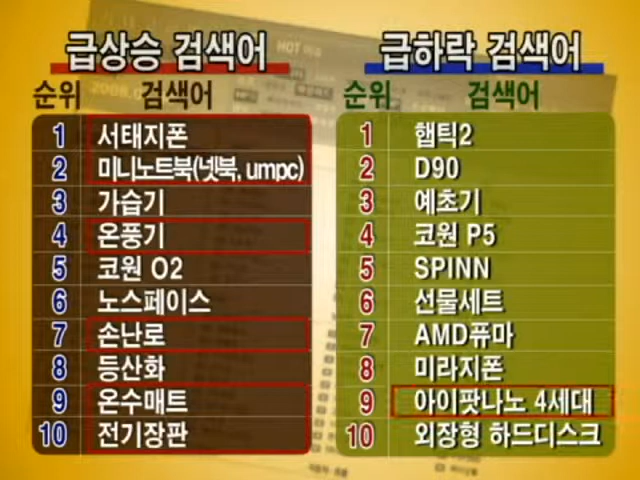 급상승 검색어
순위 검색어
1 서태지폰
2 미니노트북(넷북, umpc)
3 가습기
4 온풍기
5 코원 O2
6 노스페이스
7 손난로
8 등산화
9 온수매트
10 전기장판
급하락 검색어
순위 검색어
1 햅틱2
2 D90
3 예초기
4 코원 P5
5 SPINN
6 선물세트
7 AMD퓨마
8 미라지폰
9 아이팟나노 4세대
10 외장형 하드디스크